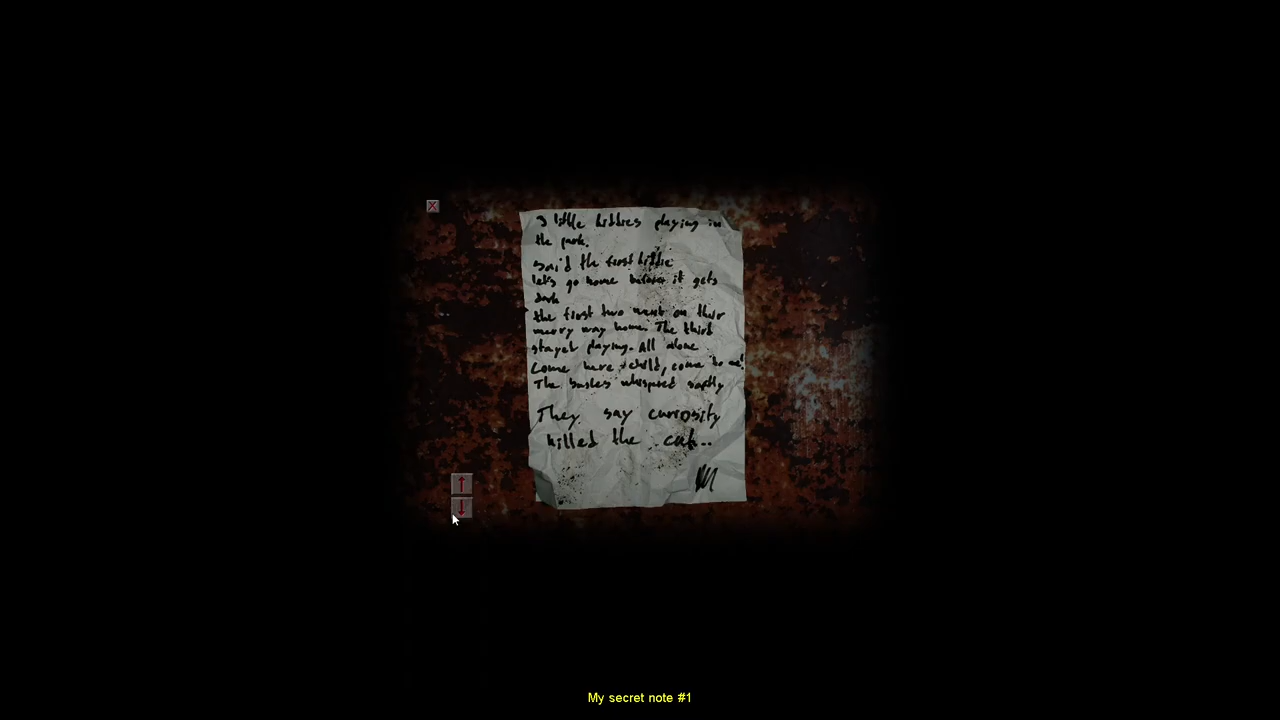 3 little kiddies playing in
the park.
Said the first kiddie
let's go home before it gets
dark
the first two went on their
merry way home. The third
stayed playing. All alone
Come here child, come to me!
The bushes whispered softly
They say curiosity
killed the cat..
My secret note #1